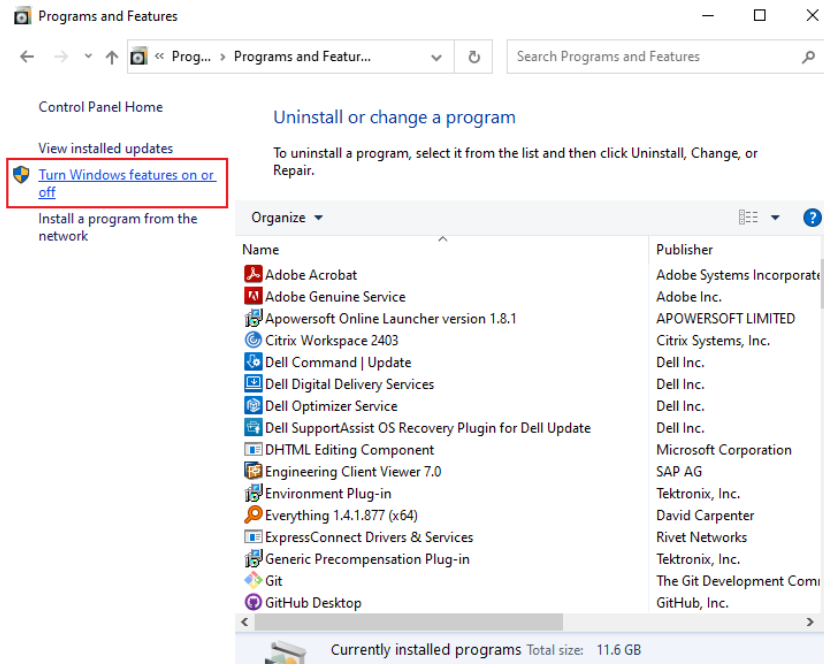 Programs and Features
« Prog... › Programs and Featur...
Search Programs and Features
Control Panel Home
View installed updates
Turn Windows features on or
off
Install a program from the
network
Uninstall or change a program
To uninstall a program, select it from the list and then click Uninstall, Change, or
Repair.
Organize
?
Name Publisher
Adobe Acrobat Adobe Systems Incorporate
Adobe Genuine Service Adobe Inc.
Apowersoft Online Launcher version 1.8.1 APOWERSOFT LIMITED
Citrix Workspace 2403 Citrix Systems, Inc.
Dell Command | Update Dell Inc.
Dell Digital Delivery Services Dell Inc.
Dell Optimizer Service Dell Inc.
Dell SupportAssist OS Recovery Plugin for Dell Update Dell Inc.
DHTML Editing Component Microsoft Corporation
Engineering Client Viewer 7.0 SAP AG
Environment Plug-in Tektronix, Inc.
Everything 1.4.1.877 (x64) David Carpenter
ExpressConnect Drivers & Services Rivet Networks
Generic Precompensation Plug-in Tektronix, Inc.
Git The Git Development Com
GitHub Desktop GitHub, Inc.
Currently installed programs Total size: 11.6 GB